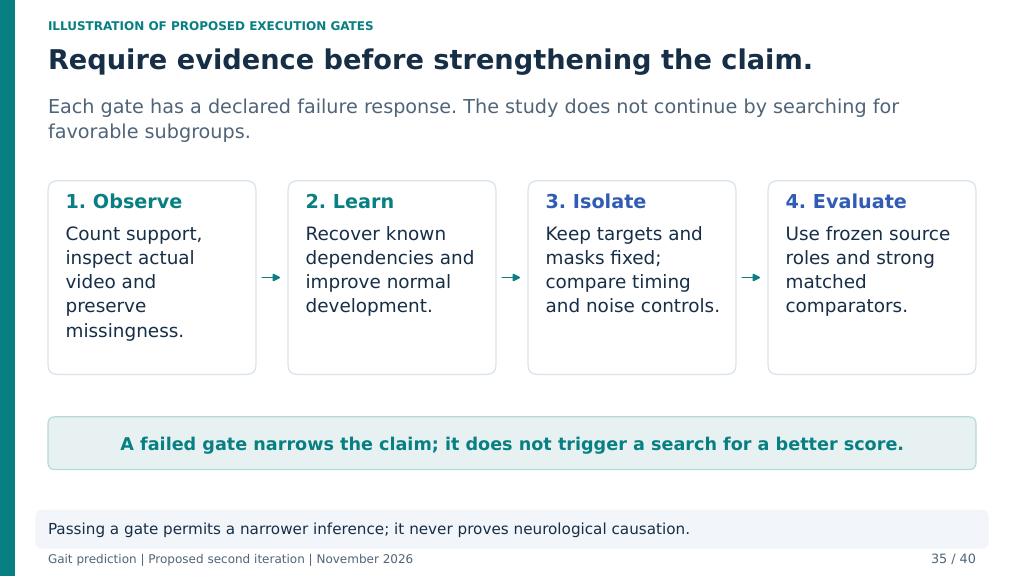 ILLUSTRATION OF PROPOSED EXECUTION GATES
Require evidence before strengthening the claim.
Each gate has a declared failure response. The study does not continue by searching for
favorable subgroups.
1. Observe
Count support,
inspect actual
video and
preserve
missingness.
2. Learn
Recover known
dependencies and
improve normal
development.
3. Isolate
Keep targets and
masks fixed;
compare timing
and noise controls.
4. Evaluate
Use frozen source
roles and strong
matched
comparators.
A failed gate narrows the claim; it does not trigger a search for a better score.
Passing a gate permits a narrower inference; it never proves neurological causation.
Gait prediction | Proposed second iteration | November 2026
35 / 40